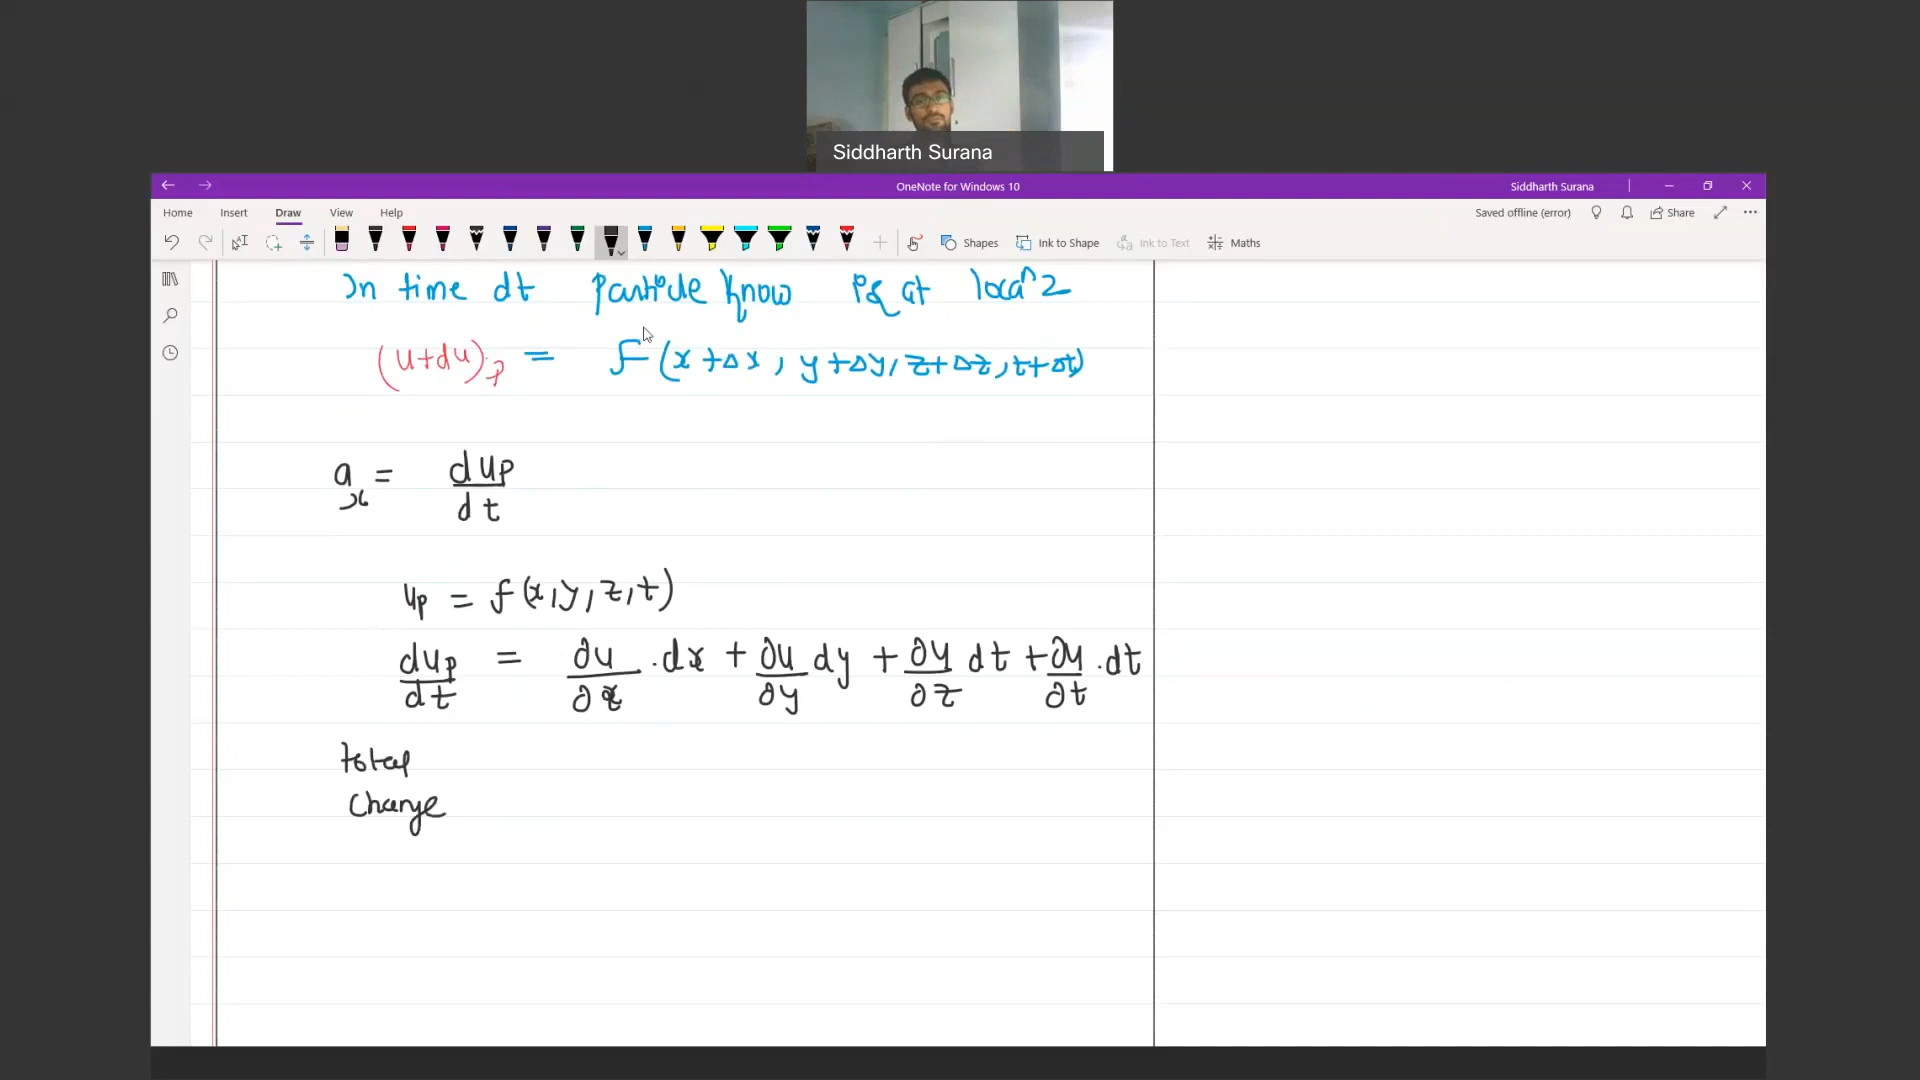 Siddharth Surana
OneNote for Windows 10
Siddharth Surana
Home Insert Draw View Help
Saved offline (error) Share
Shapes Ink to Shape Ink to Text Maths
In time dt particle know is at loca^n 2
(u+du)p = F(x+Δx, y+Δy, z+Δz, t+Δt)
a_x = dup/dt
up = f(x,y,z,t)
dup/dt = ∂u/∂x .dx + ∂u/∂y dy + ∂u/∂z dt + ∂u/∂t .dt
total
change